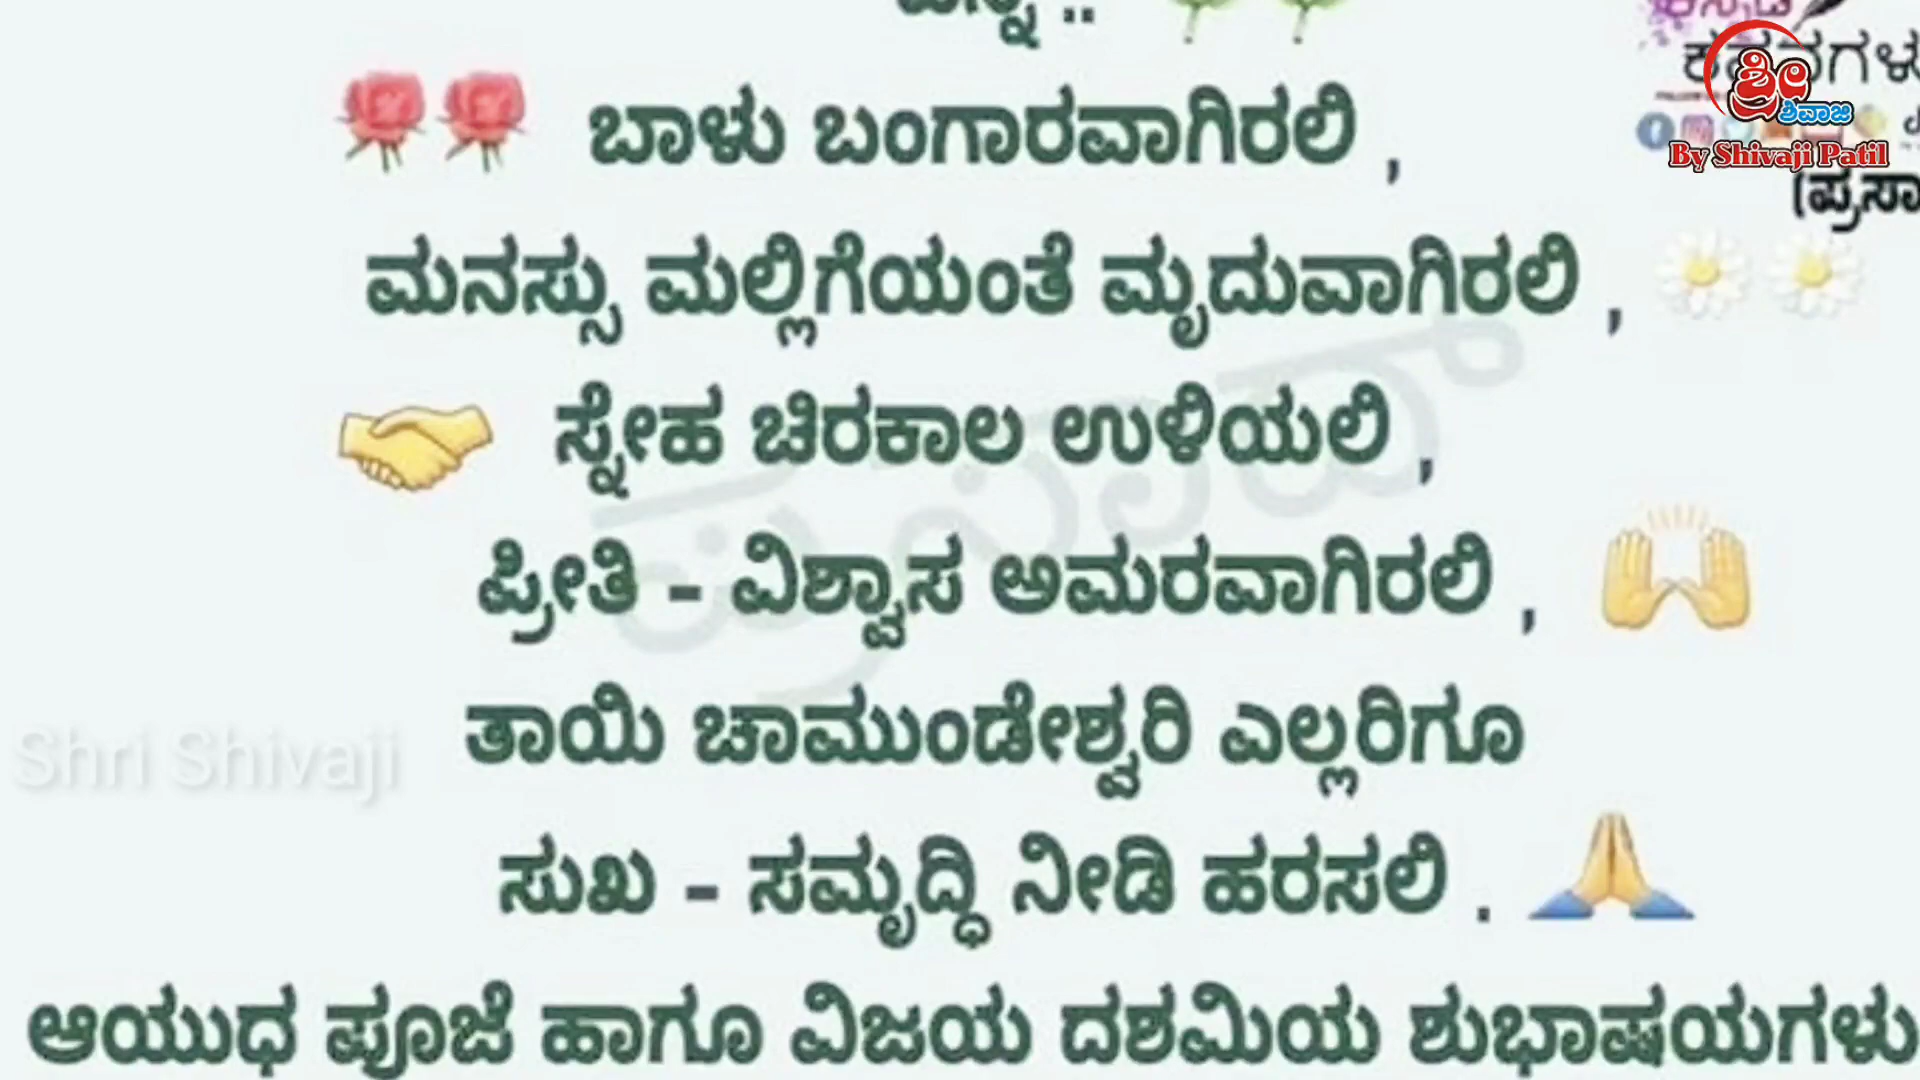 ಬಾಳು ಬಂಗಾರವಾಗಿರಲಿ ,
ಮನಸ್ಸು ಮಲ್ಲಿಗೆಯಂತೆ ಮೃದುವಾಗಿರಲಿ ,
ಸ್ನೇಹ ಚಿರಕಾಲ ಉಳಿಯಲಿ ,
ಪ್ರೀತಿ - ವಿಶ್ವಾಸ ಅಮರವಾಗಿರಲಿ ,
ತಾಯಿ ಚಾಮುಂಡೇಶ್ವರಿ ಎಲ್ಲರಿಗೂ
ಸುಖ - ಸಮೃದ್ಧಿ ನೀಡಿ ಹರಸಲಿ .
ಆಯುಧ ಪೂಜೆ ಹಾಗೂ ವಿಜಯ ದಶಮಿಯ ಶುಭಾಷಯಗಳು
ಶ್ರೀ
ಶಿವಾಜಿ
By Shivaji Patil
Shri Shivaji